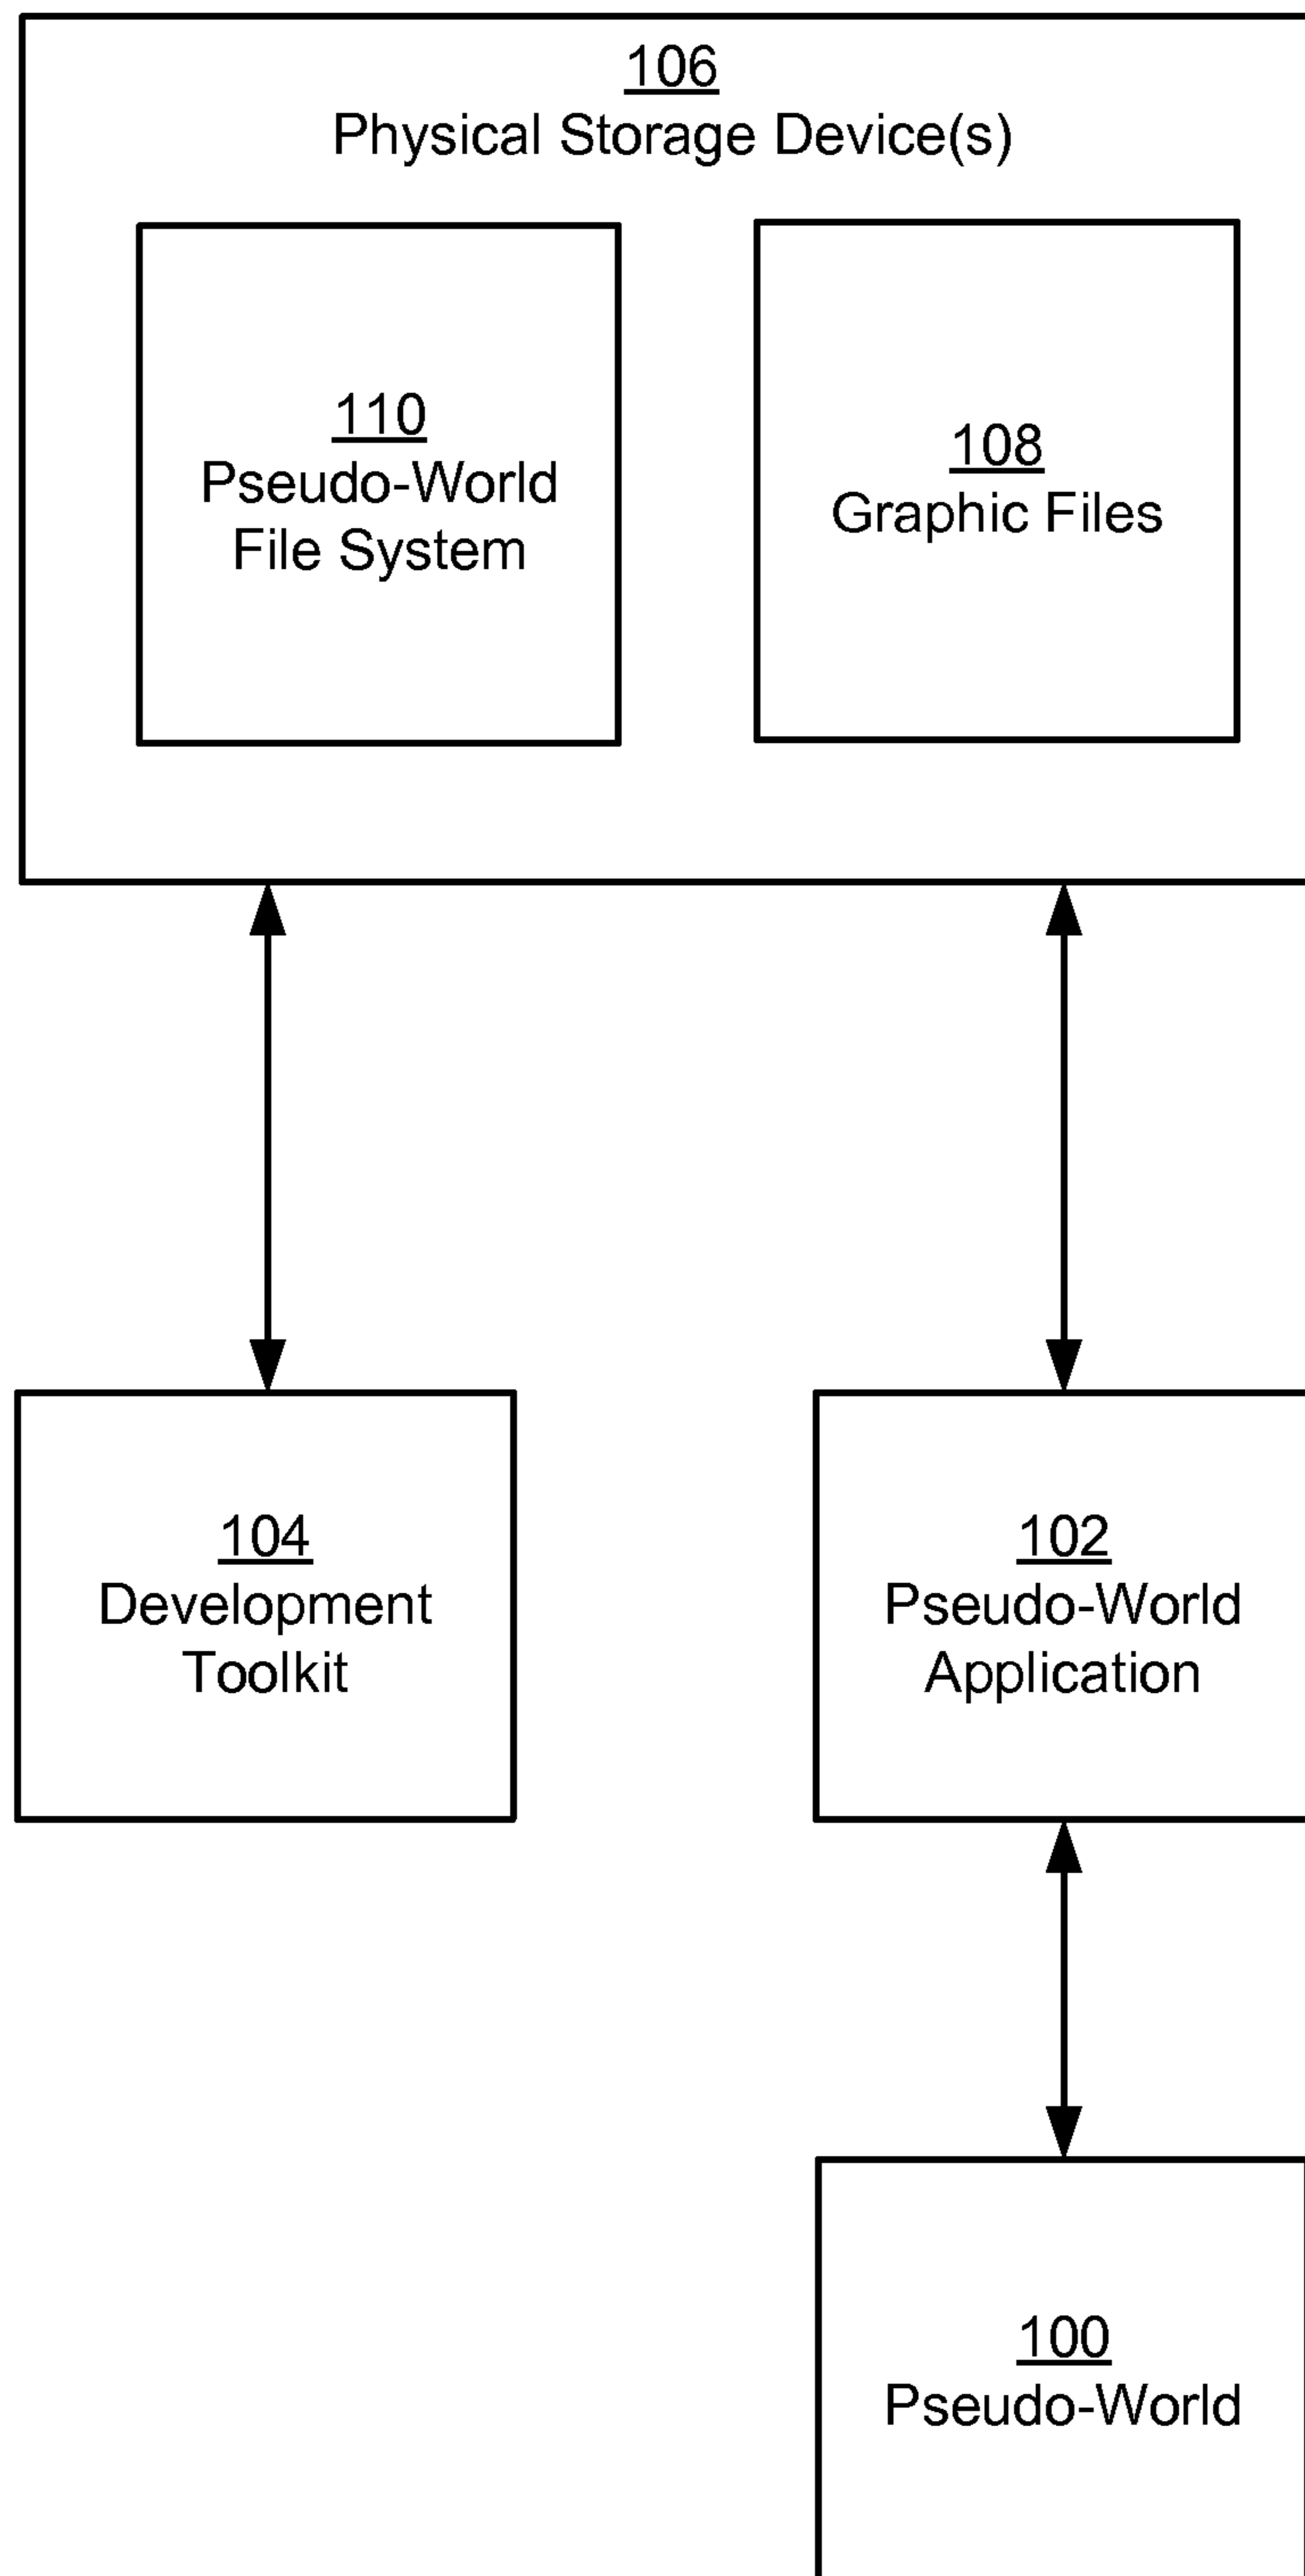 106
Physical Storage Device(s)
110
Pseudo-World
File System
108
Graphic Files
104
Development
Toolkit
102
Pseudo-World
Application
100
Pseudo-World